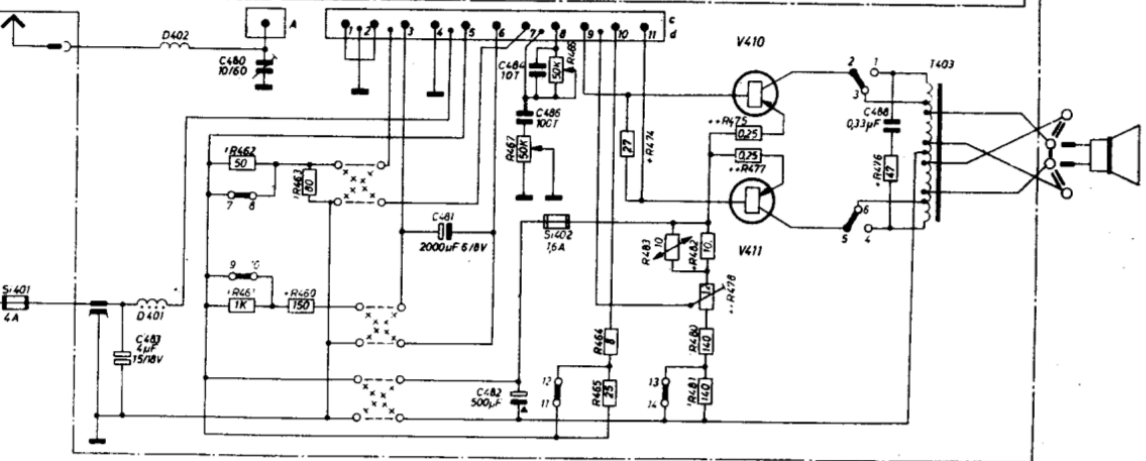 A
c
d
1 2 3 4 5 6 7 8 9 10 11
D402
C480
10/60
C484
10T
50K
R466
C486
100T
R467
50K
V410
++R475
0,25
0,25
++R477
27
+R474
V411
2
1
3
C488
0,33µF
+R476
47
T403
6
5
4
R462
50
7 8
R463
80
C481
2000µF 6/8V
Si402
1,6A
R483
10
+R482
10
R478
9
R461
1K
+R460
150
Si401
4A
D401
C483
4µF
15/18V
R464
8
R480
140
12
11
R465
25
13
14
R481
140
C482
500µF